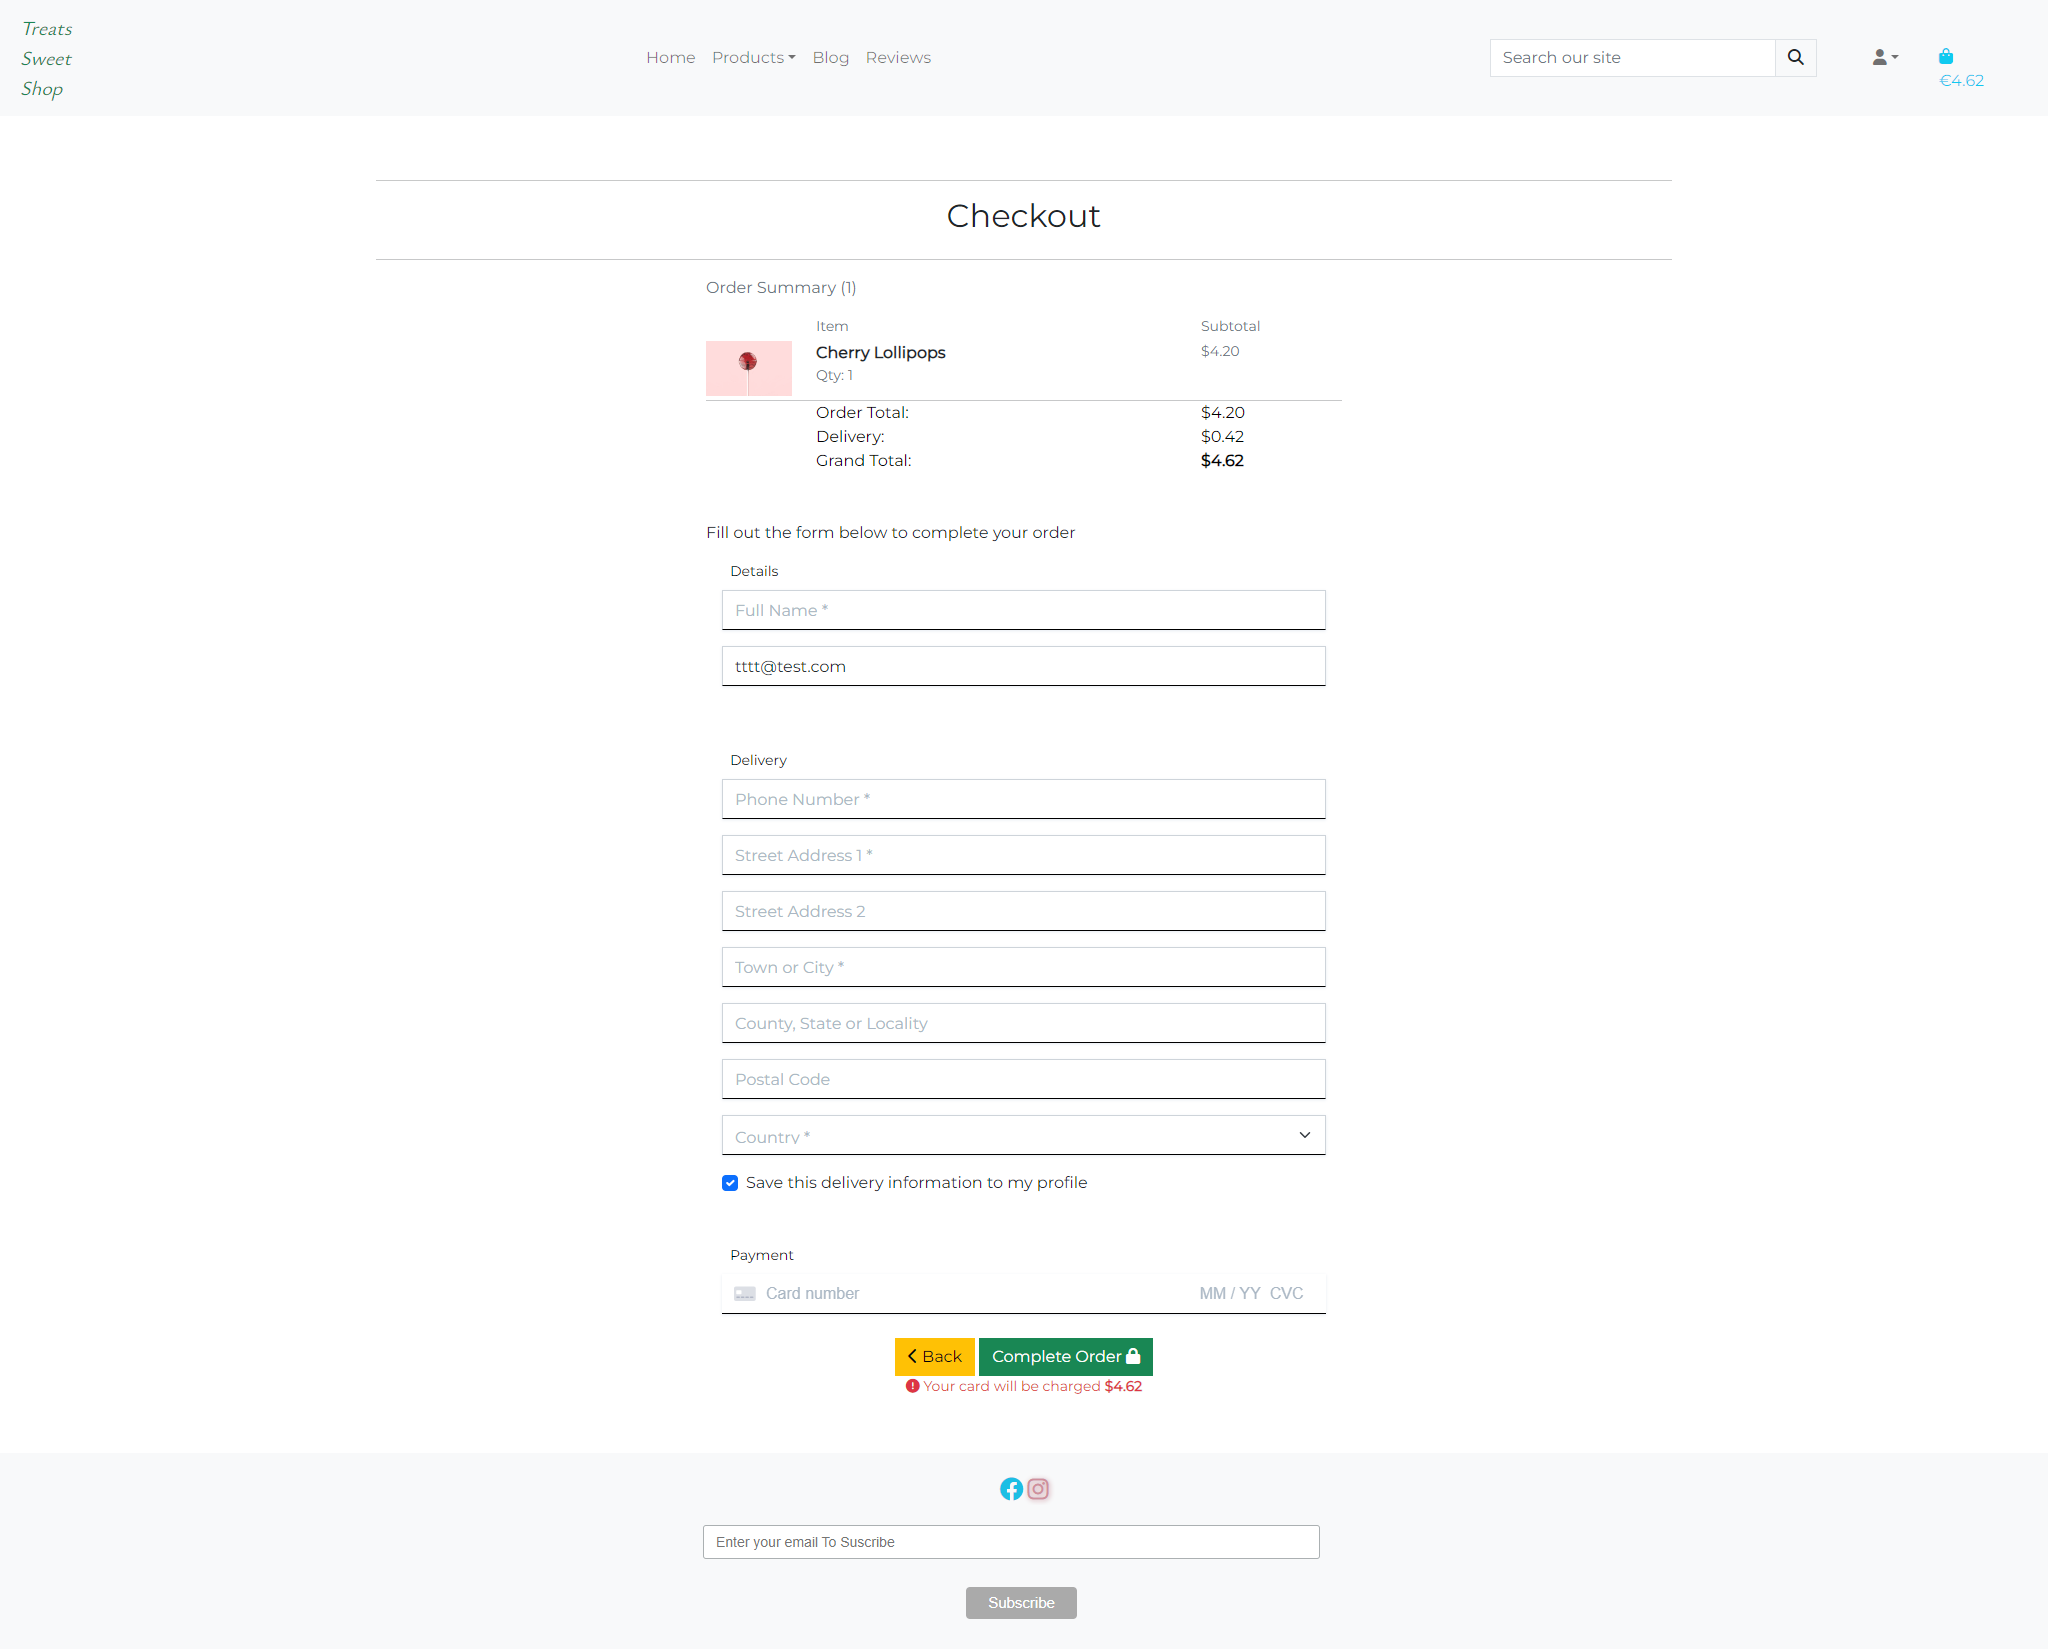 Treats
Sweet
Shop
Home Products Blog Reviews
Search our site
€4.62
Checkout
Order Summary (1)
Item Subtotal
Cherry Lollipops $4.20
Qty: 1
Order Total: $4.20
Delivery: $0.42
Grand Total: $4.62
Fill out the form below to complete your order
Details
Full Name *
tttt@test.com
Delivery
Phone Number *
Street Address 1 *
Street Address 2
Town or City *
County, State or Locality
Postal Code
Country *
Save this delivery information to my profile
Payment
Card number MM / YY CVC
Back Complete Order
Your card will be charged $4.62
Enter your email To Suscribe
Subscribe